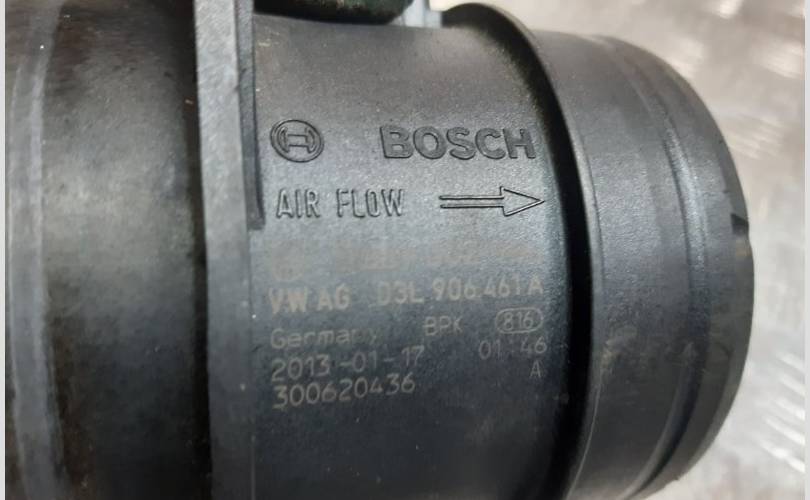 BOSCH
AIR FLOW
VW AG 03L 906 461 A
Germany BPK 816
2013-01-17 01 46
300620436 A